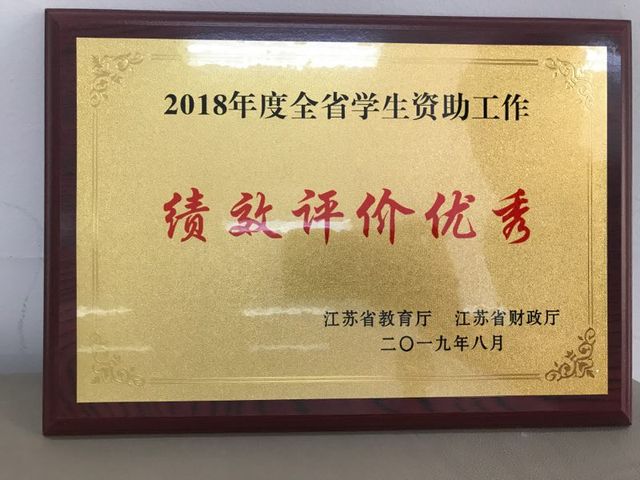 2018年度全省学生资助工作
绩效评价优秀
江苏省教育厅 江苏省财政厅
二〇一九年八月